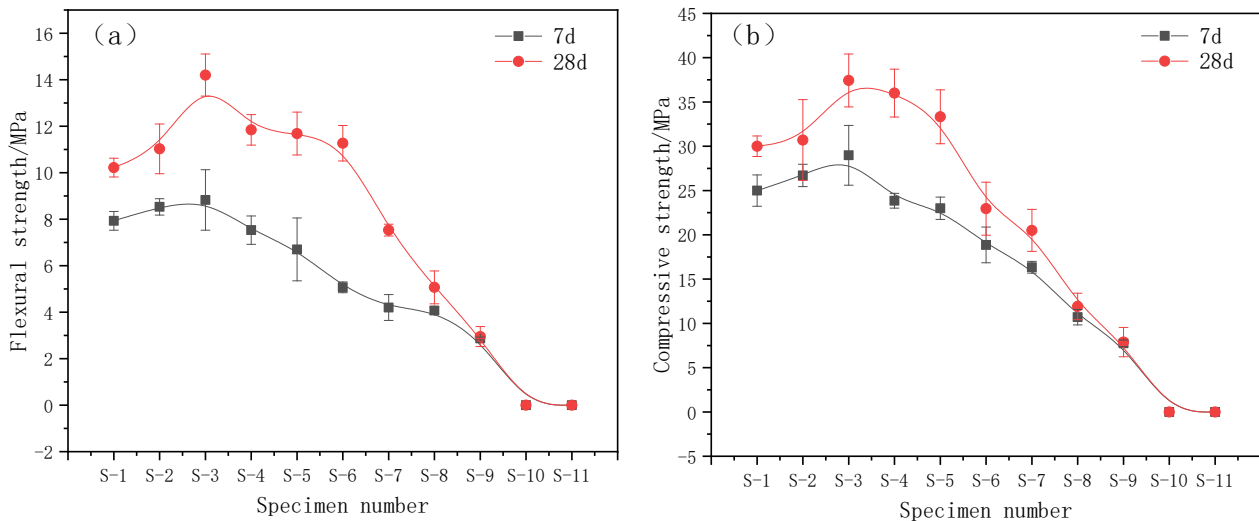 (a)
7d
28d
Flexural strength/MPa
16
14
12
10
8
6
4
2
0
-2
S-1 S-2 S-3 S-4 S-5 S-6 S-7 S-8 S-9 S-10 S-11
Specimen number
(b)
7d
28d
Compressive strength/MPa
45
40
35
30
25
20
15
10
5
0
-5
S-1 S-2 S-3 S-4 S-5 S-6 S-7 S-8 S-9 S-10 S-11
Specimen number